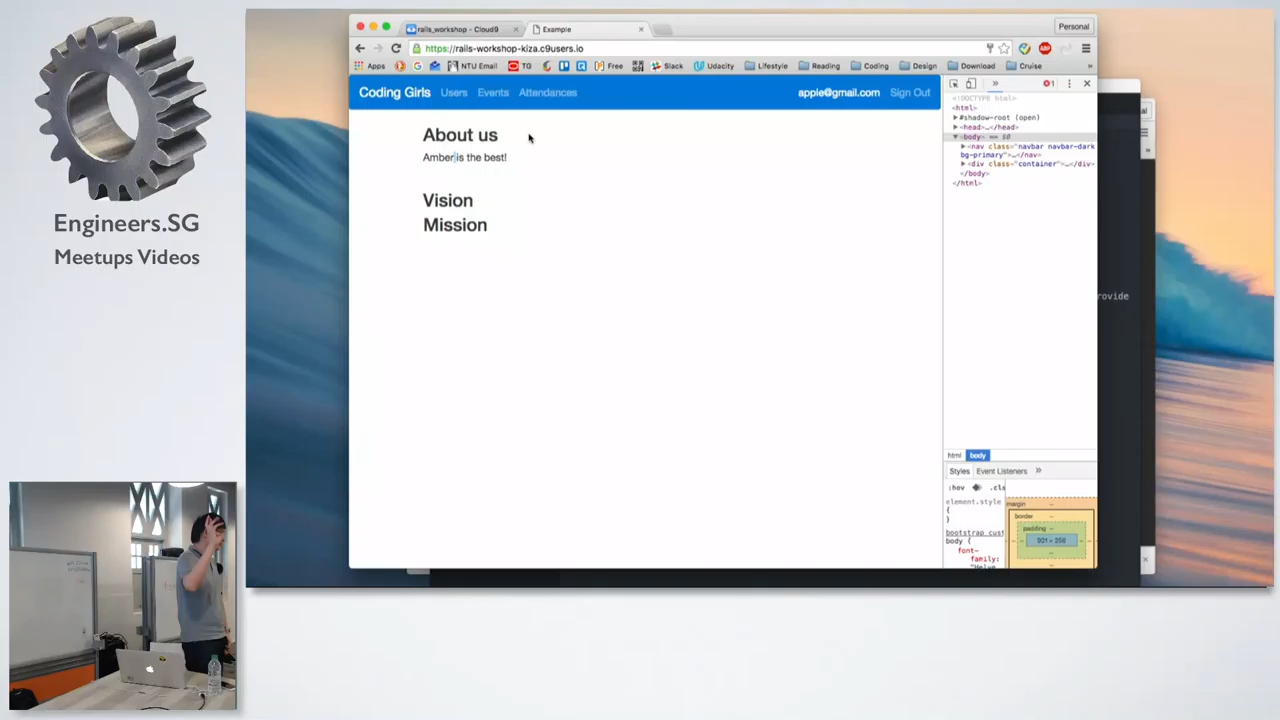 Engineers.SG
Meetups Videos
rails_workshop - Cloud9
Example
Personal
https://rails-workshop-kiza.c9users.io
Apps
G
NTU Email
TG
Free
Slack
Udacity
Lifestyle
Reading
Coding
Design
Download
Cruise
»
Coding Girls Users Events Attendances
apple@gmail.com Sign Out
About us
Amber is the best!
Vision
Mission
» 1
<!DOCTYPE html>
<html>
#shadow-root (open)
<head>…</head>
<body> == $0
<nav class="navbar navbar-dark
bg-primary">…</nav>
<div class="container">…</div>
</body>
</html>
html body
Styles Event Listeners »
:hov .cls
element.style
{
}
bootstrap_cust
body {
font-
family:
margin
border
padding
rovide